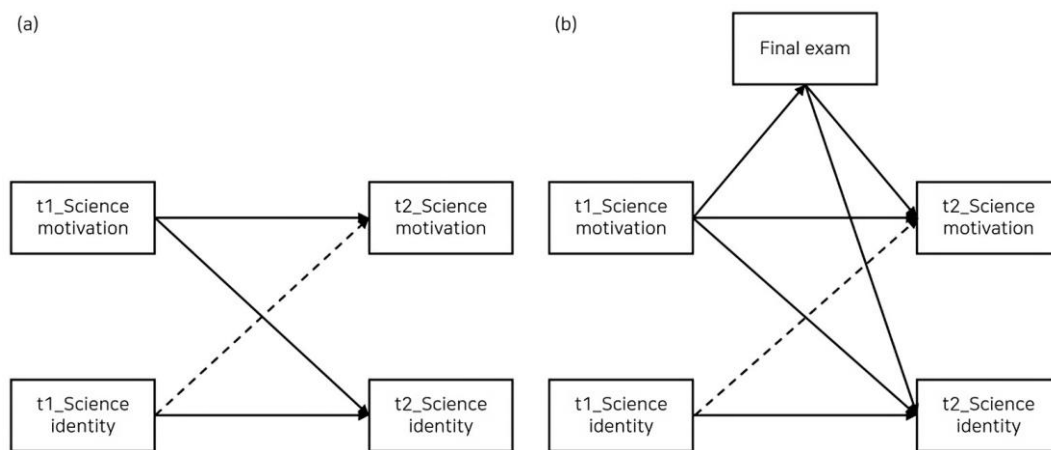 (a)
t1_Science
motivation
t2_Science
motivation
t1_Science
identity
t2_Science
identity
(b)
Final exam
t1_Science
motivation
t2_Science
motivation
t1_Science
identity
t2_Science
identity